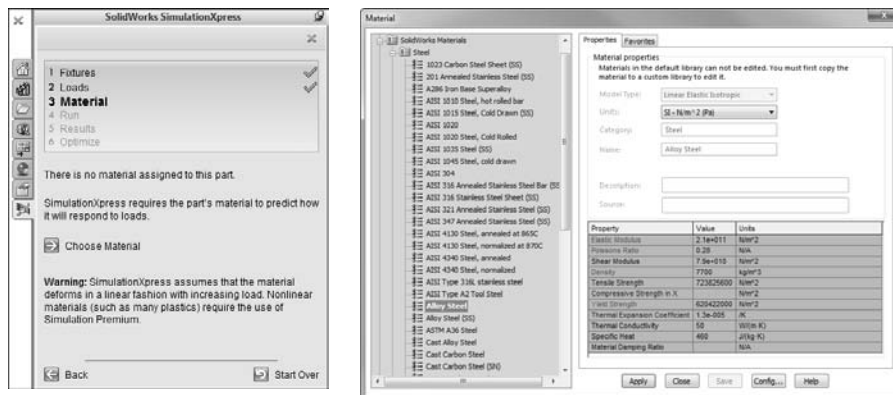 SolidWorks SimulationXpress
1 Fixtures
2 Loads
3 Material
4 Run
5 Results
6 Optimize
There is no material assigned to this part.
SimulationXpress requires the part's material to predict how
it will respond to loads.
Choose Material
Warning: SimulationXpress assumes that the material
deforms in a linear fashion with increasing load. Nonlinear
materials (such as many plastics) require the use of
Simulation Premium.
Back
Start Over
Material
SolidWorks Materials
Steel
1023 Carbon Steel Sheet (SS)
201 Annealed Stainless Steel (SS)
A286 Iron Base Superalloy
AISI 1010 Steel, hot rolled bar
AISI 1015 Steel, Cold Drawn (SS)
AISI 1020
AISI 1020 Steel, Cold Rolled
AISI 1035 Steel (SS)
AISI 1045 Steel, cold drawn
AISI 304
AISI 316 Annealed Stainless Steel Bar (SS
AISI 316 Stainless Steel Sheet (SS)
AISI 321 Annealed Stainless Steel (SS)
AISI 347 Annealed Stainless Steel (SS)
AISI 4130 Steel, annealed at 865C
AISI 4130 Steel, normalized at 870C
AISI 4340 Steel, annealed
AISI 4340 Steel, normalized
AISI Type 316L stainless steel
AISI Type A2 Tool Steel
Alloy Steel
Alloy Steel (SS)
ASTM A36 Steel
Cast Alloy Steel
Cast Carbon Steel
Cast Carbon Steel (SN)
Properties Favorites
Material properties
Materials in the default library can not be edited. You must first copy the
material to a custom library to edit it.
Model Type: Linear Elastic Isotropic
Units: SI - N/m^2 (Pa)
Category: Steel
Name: Alloy Steel
Description:
Source:
Property Value Units
Elastic Modulus 2.1e+011 N/m^2
Poissons Ratio 0.28 N/A
Shear Modulus 7.9e+010 N/m^2
Density 7700 kg/m^3
Tensile Strength 723825600 N/m^2
Compressive Strength in X N/m^2
Yield Strength 620422000 N/m^2
Thermal Expansion Coefficient 1.3e-005 /K
Thermal Conductivity 50 W/(m·K)
Specific Heat 460 J/(kg·K)
Material Damping Ratio N/A
Apply Close Save Config... Help